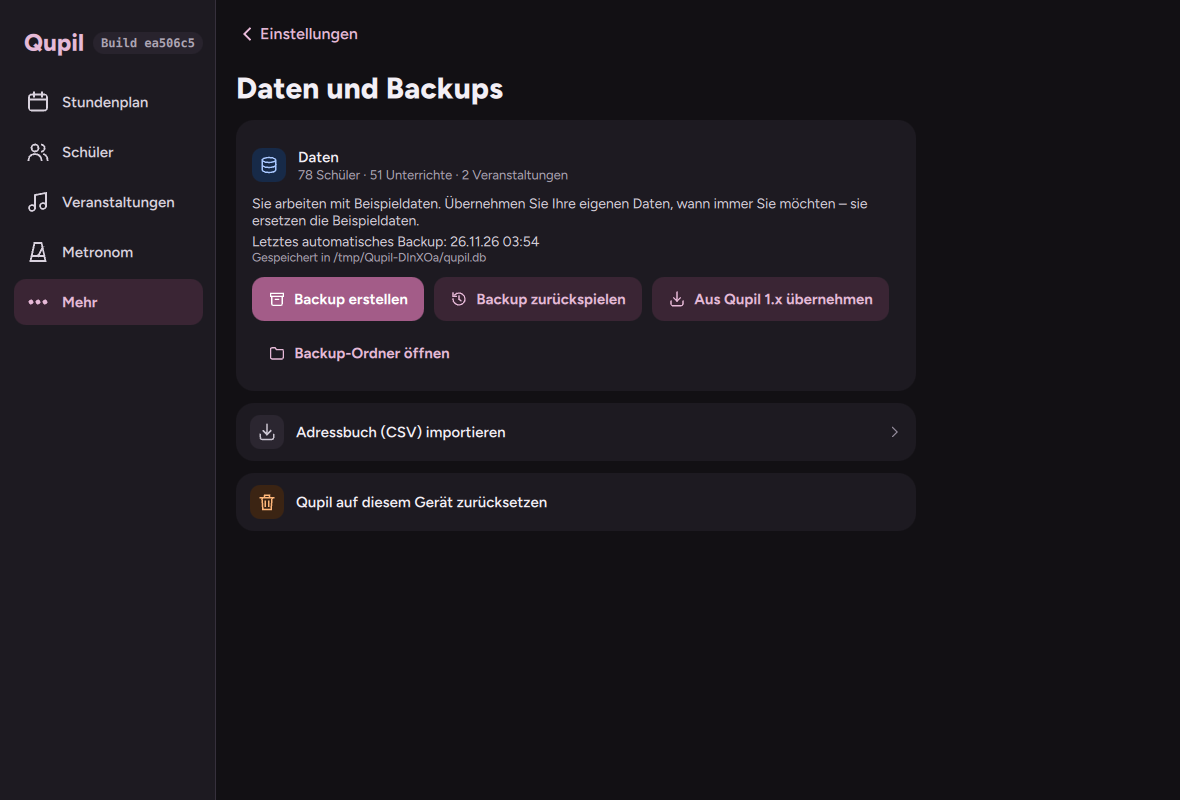 Qupil Build ea506c5
Stundenplan
Schüler
Veranstaltungen
Metronom
Mehr
Einstellungen
Daten und Backups
Daten
78 Schüler · 51 Unterrichte · 2 Veranstaltungen
Sie arbeiten mit Beispieldaten. Übernehmen Sie Ihre eigenen Daten, wann immer Sie möchten – sie
ersetzen die Beispieldaten.
Letztes automatisches Backup: 26.11.26 03:54
Gespeichert in /tmp/Qupil-DInXOa/qupil.db
Backup erstellen
Backup zurückspielen
Aus Qupil 1.x übernehmen
Backup-Ordner öffnen
Adressbuch (CSV) importieren
Qupil auf diesem Gerät zurücksetzen